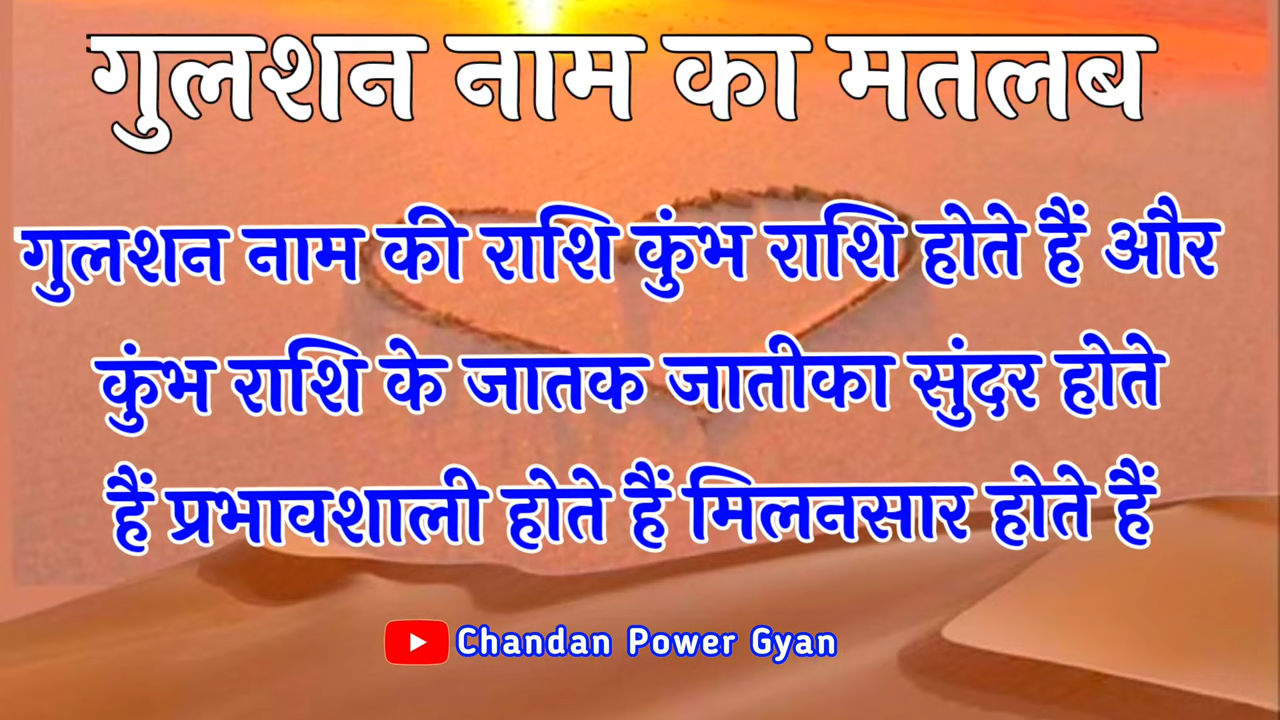 गुलशन नाम का मतलब
गुलशन नाम की राशि कुंभ राशि होते हैं और
कुंभ राशि के जातक जातीका सुंदर होते
हैं प्रभावशाली होते हैं मिलनसार होते हैं
Chandan Power Gyan